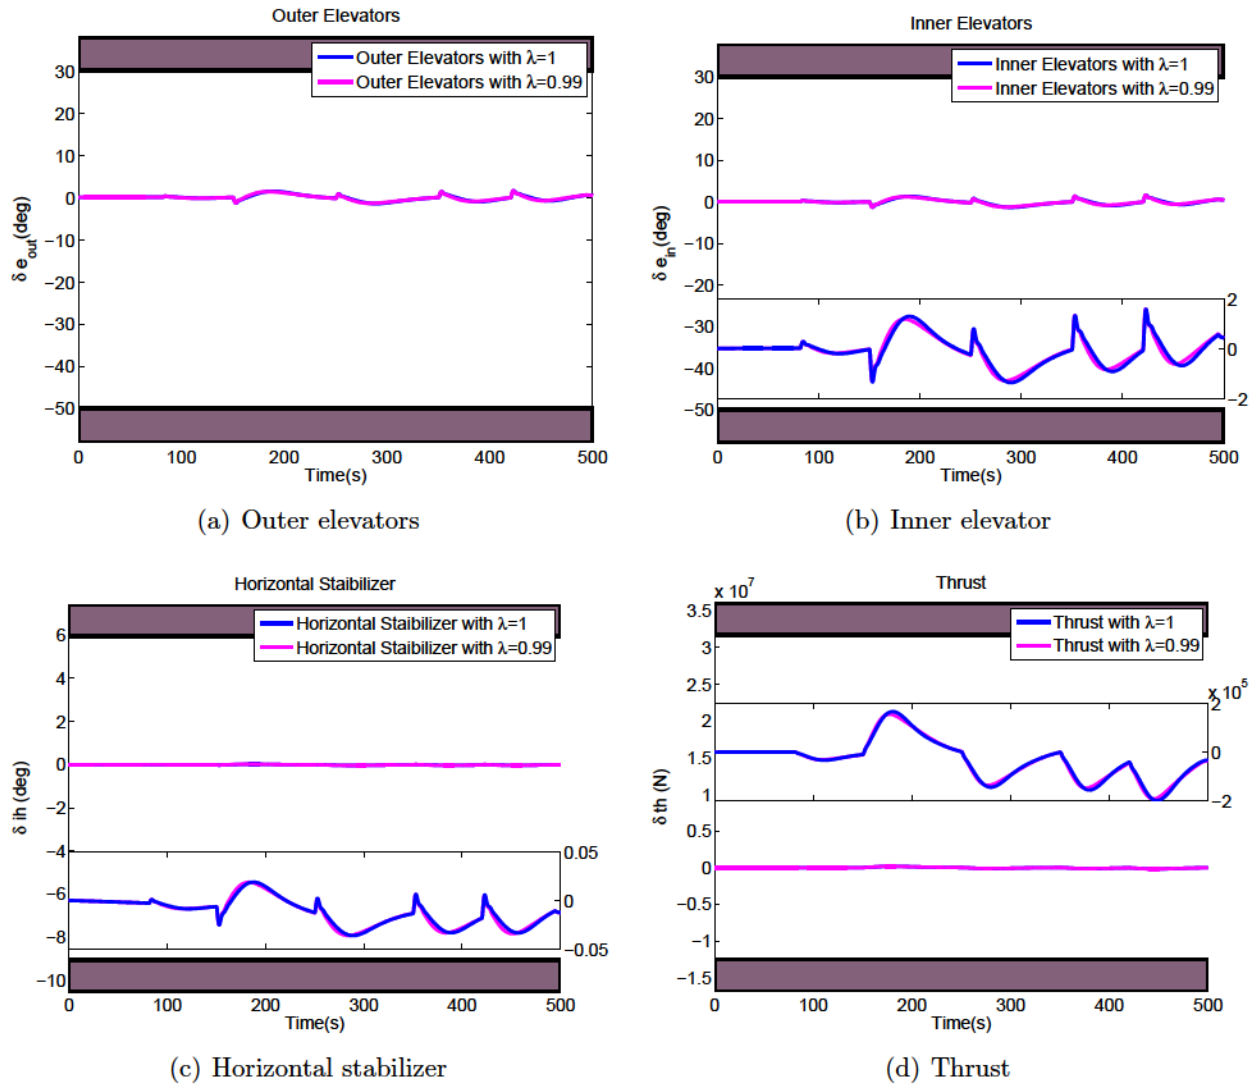 Outer Elevators
Outer Elevators with λ=1
Outer Elevators with λ=0.99
30
20
10
0
−10
−20
−30
−40
−50
δ e_out(deg)
0 100 200 300 400 500
Time(s)
(a) Outer elevators
Inner Elevators
Inner Elevators with λ=1
Inner Elevators with λ=0.99
30
20
10
0
−10
−20
−30
−40
−50
δ e_in(deg)
2
0
−2
0 100 200 300 400 500
Time(s)
(b) Inner elevator
Horizontal Staibilizer
Horizontal Staibilizer with λ=1
Horizontal Staibilizer with λ=0.99
6
4
2
0
−2
−4
−6
−8
−10
δ ih (deg)
0.05
0
−0.05
0 100 200 300 400 500
Time(s)
(c) Horizontal stabilizer
Thrust
x 10^7
Thrust with λ=1
Thrust with λ=0.99
3.5
3
2.5
2
1.5
1
0.5
0
−0.5
−1
−1.5
δ th (N)
x 10^5
2
0
−2
0 100 200 300 400 500
Time(s)
(d) Thrust